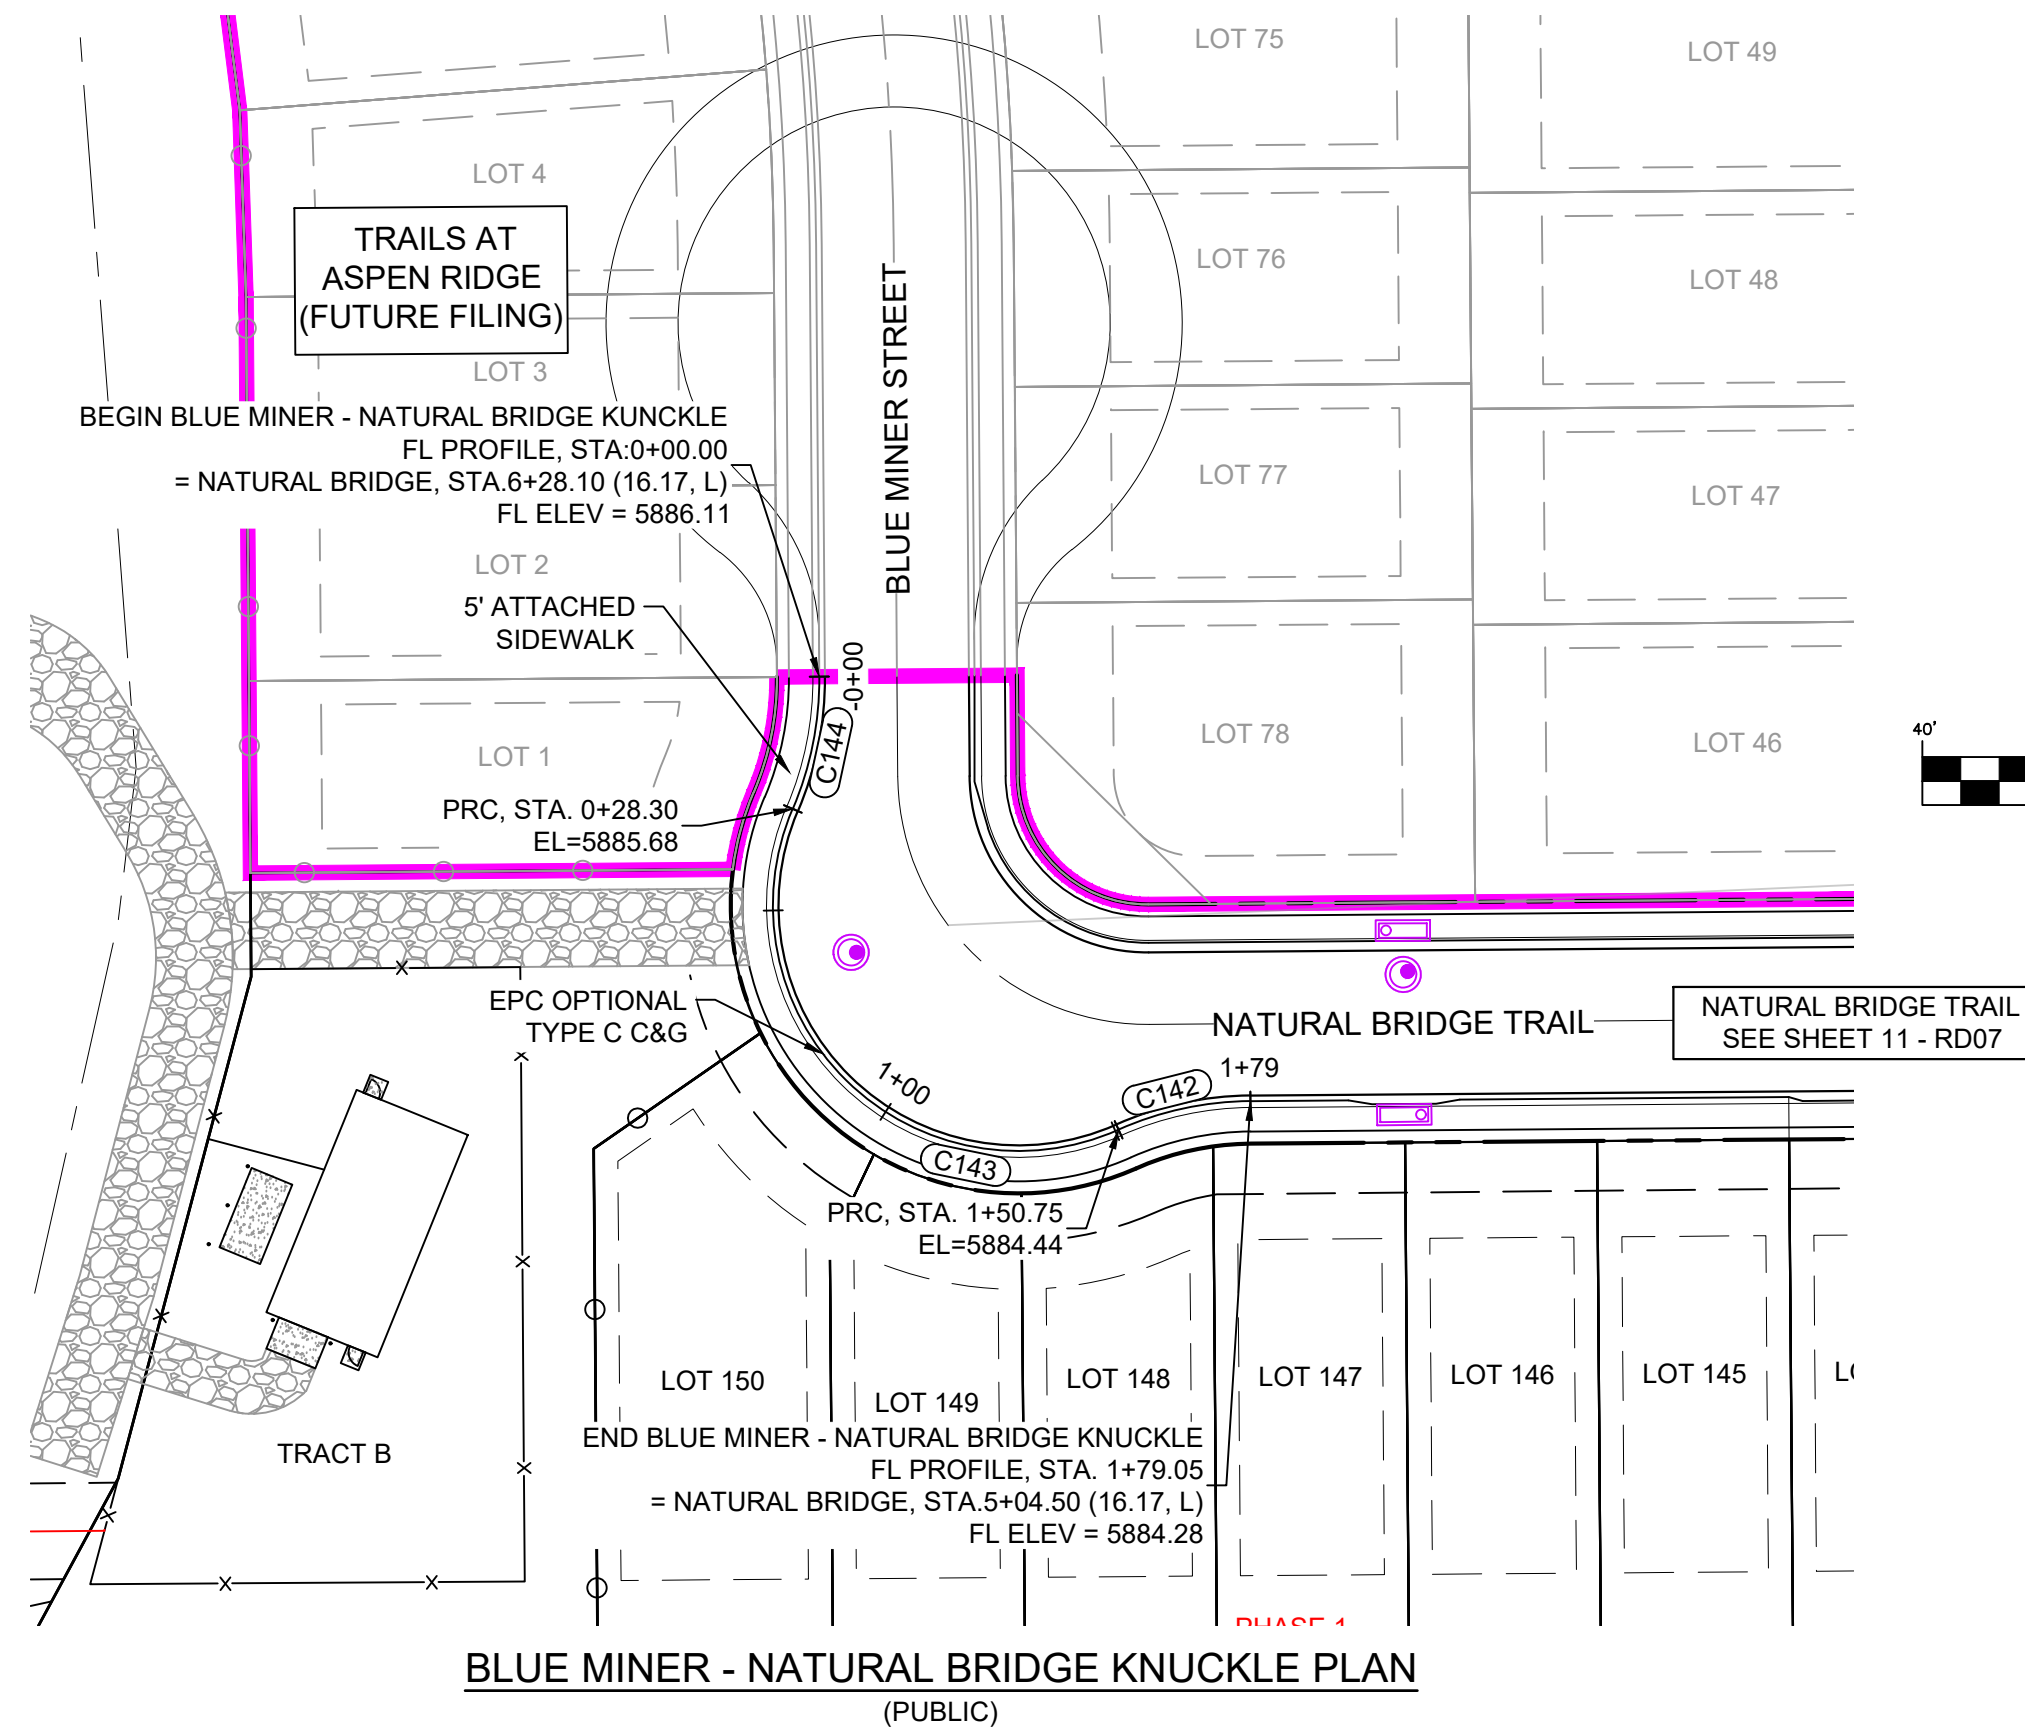 LOT 75
LOT 49
LOT 4
TRAILS AT
ASPEN RIDGE
(FUTURE FILING)
LOT 76
LOT 48
LOT 3
BEGIN BLUE MINER - NATURAL BRIDGE KUNCKLE
FL PROFILE, STA:0+00.00
= NATURAL BRIDGE, STA.6+28.10 (16.17, L)
FL ELEV = 5886.11
BLUE MINER STREET
LOT 77
LOT 47
LOT 2
5' ATTACHED
SIDEWALK
-0+00
C144
LOT 1
LOT 78
LOT 46
40'
PRC, STA. 0+28.30
EL=5885.68
EPC OPTIONAL
TYPE C C&G
NATURAL BRIDGE TRAIL
NATURAL BRIDGE TRAIL
SEE SHEET 11 - RD07
1+00
C142
1+79
C143
PRC, STA. 1+50.75
EL=5884.44
LOT 150
LOT 149
LOT 148
LOT 147
LOT 146
LOT 145
END BLUE MINER - NATURAL BRIDGE KNUCKLE
FL PROFILE, STA. 1+79.05
= NATURAL BRIDGE, STA.5+04.50 (16.17, L)
FL ELEV = 5884.28
TRACT B
PHASE 1
BLUE MINER - NATURAL BRIDGE KNUCKLE PLAN
(PUBLIC)